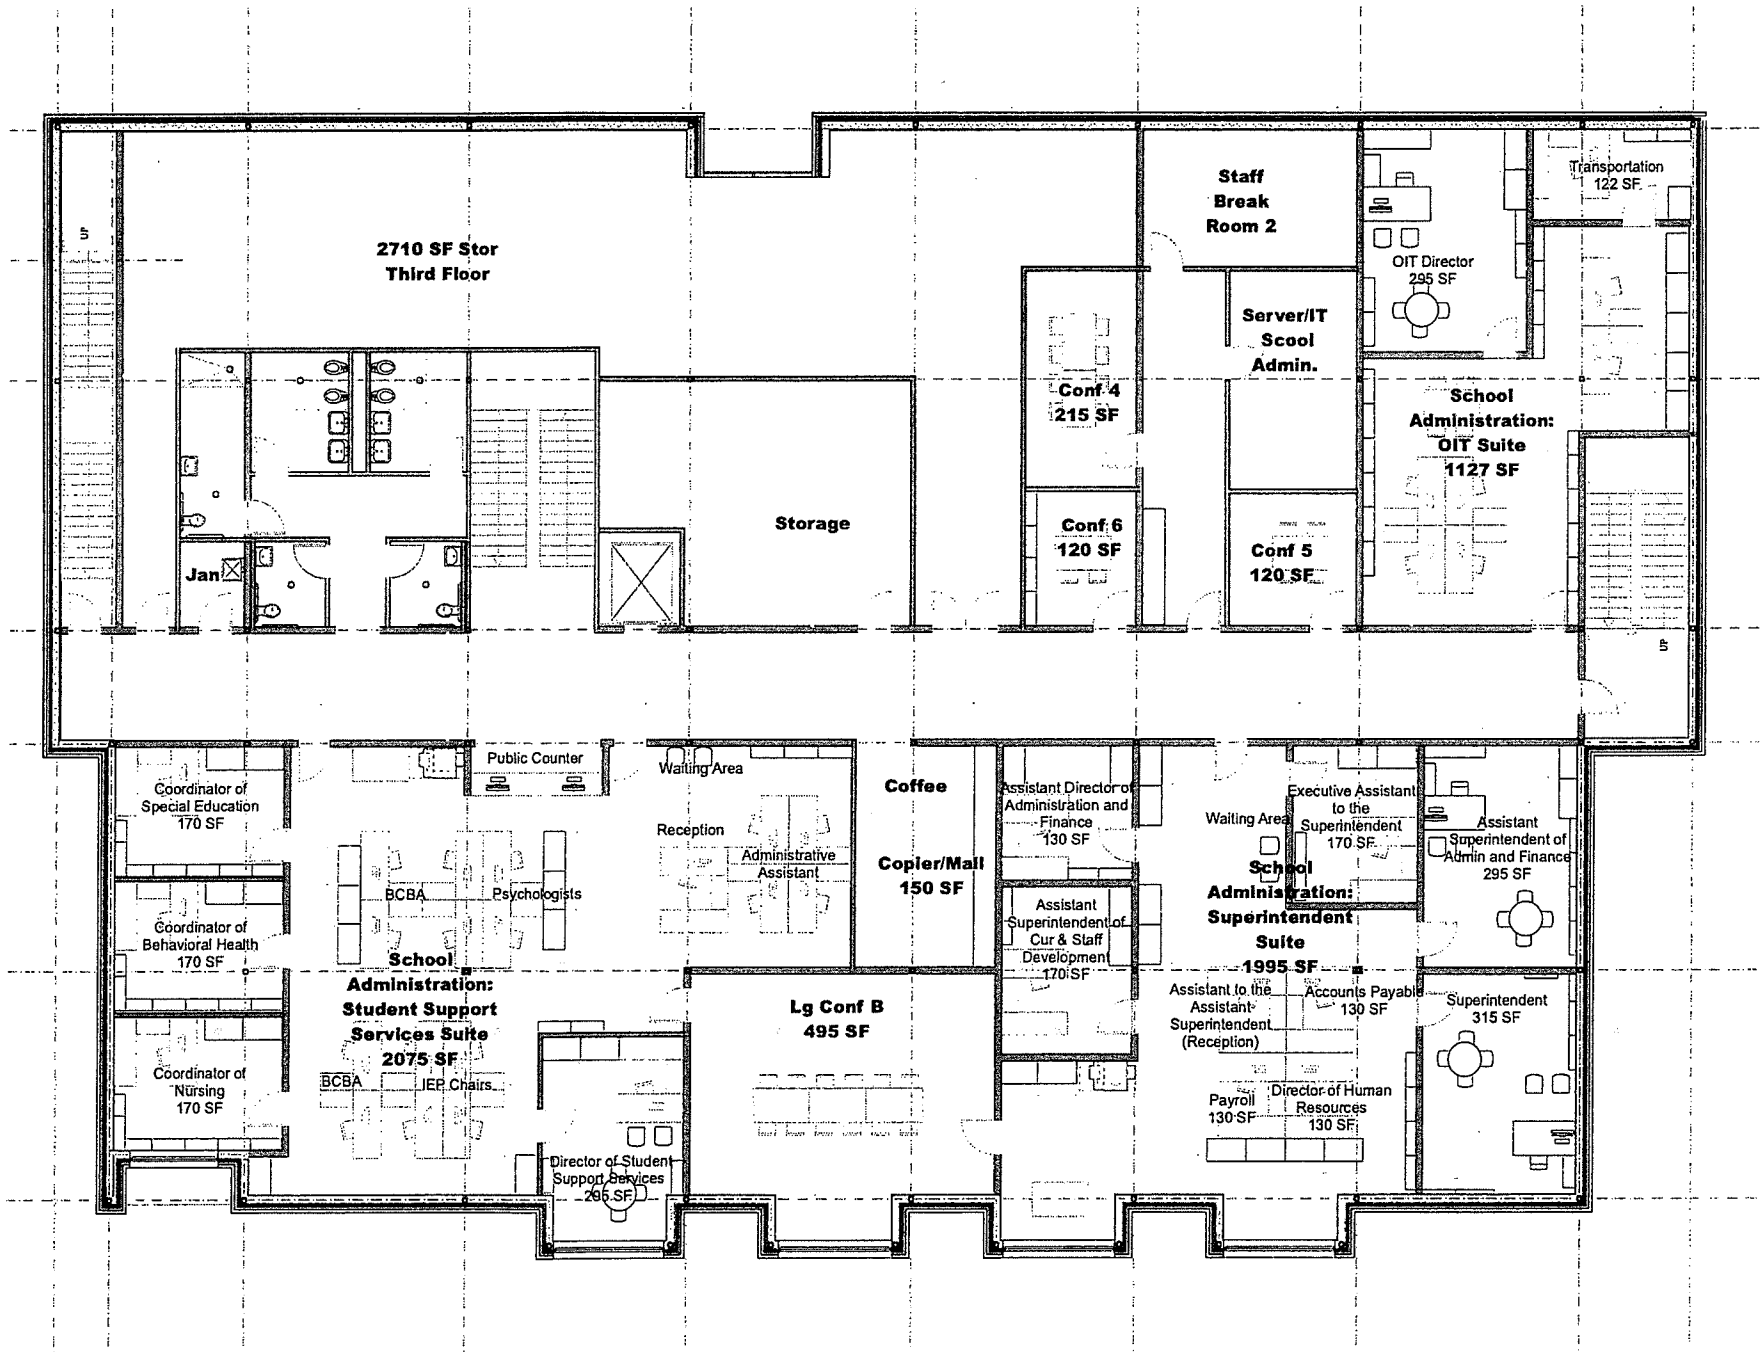 UP
2710 SF Stor
Third Floor
Staff
Break
Room 2
Transportation
122 SF
OIT Director
295 SF
Server/IT
Scool
Admin.
Conf 4
215 SF
School
Administration:
OIT Suite
1127 SF
Storage
Conf 6
120 SF
Conf 5
120 SF
Jan
UP
Public Counter
Waiting Area
Coordinator of
Special Education
170 SF
Reception
Administrative
Assistant
BCBA
Psychologists
Coffee
Copier/Mail
150 SF
Assistant Director of
Administration and
Finance
130 SF
Waiting Area
Executive Assistant
to the
Superintendent
170 SF
Assistant
Superintendent of
Admin and Finance
295 SF
School
Administration:
Superintendent
Suite
1995 SF
Assistant
Superintendent of
Cur & Staff
Development
170 SF
Coordinator of
Behavioral Health
170 SF
School
Administration:
Student Support
Services Suite
2075 SF
Lg Conf B
495 SF
Assistant to the
Assistant
Superintendent
(Reception)
Accounts Payable
130 SF
Superintendent
315 SF
Coordinator of
Nursing
170 SF
BCBA
IEP Chairs
Payroll
130 SF
Director of Human
Resources
130 SF
Director of Student
Support Services
295 SF